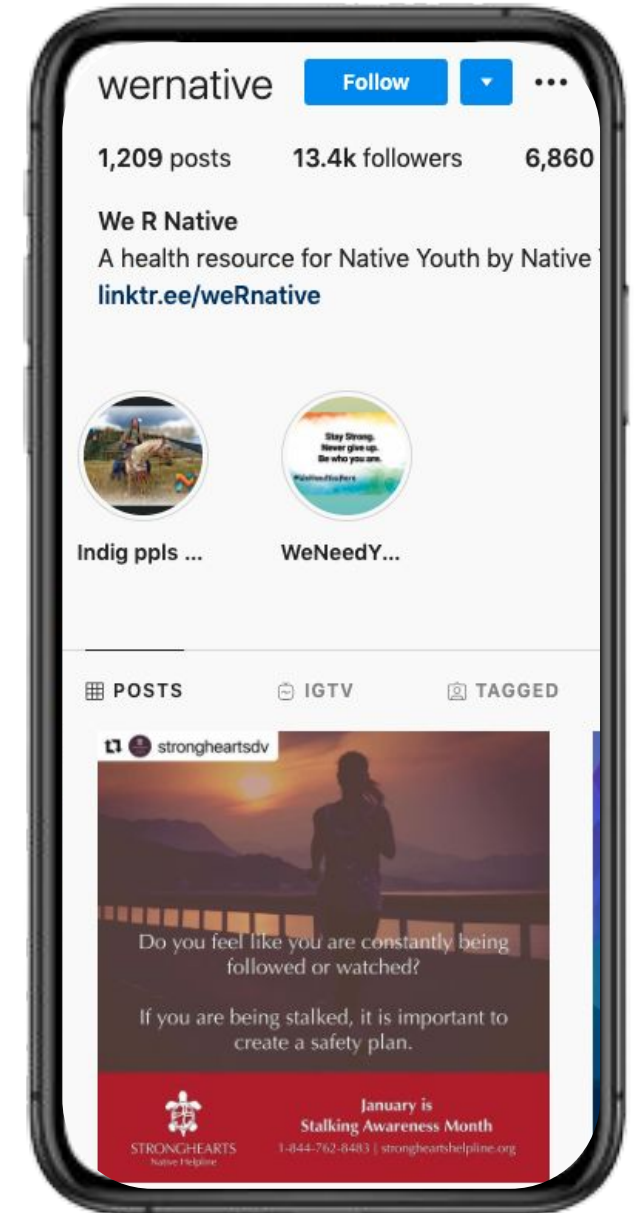 wernative Follow
1,209 posts 13.4k followers 6,860
We R Native
A health resource for Native Youth by Native
linktr.ee/weRnative
Stay Strong.
Never give up.
Be who you are.
#WeNeedYouHere
Indig ppls ... WeNeedY...
POSTS IGTV TAGGED
strongheartsdv
Do you feel like you are constantly being
followed or watched?
If you are being stalked, it is important to
create a safety plan.
January is
Stalking Awareness Month
STRONGHEARTS
Native Helpline
1-844-762-8483 | strongheartshelpline.org